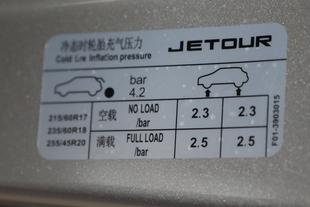 冷态时轮胎充气压力
Cold tire inflation pressure
JETOUR
bar
4.2
215/60R17
235/60R18
255/45R20
空载 NO LOAD /bar 2.3 2.3
满载 FULL LOAD /bar 2.5 2.5
F01-3903015